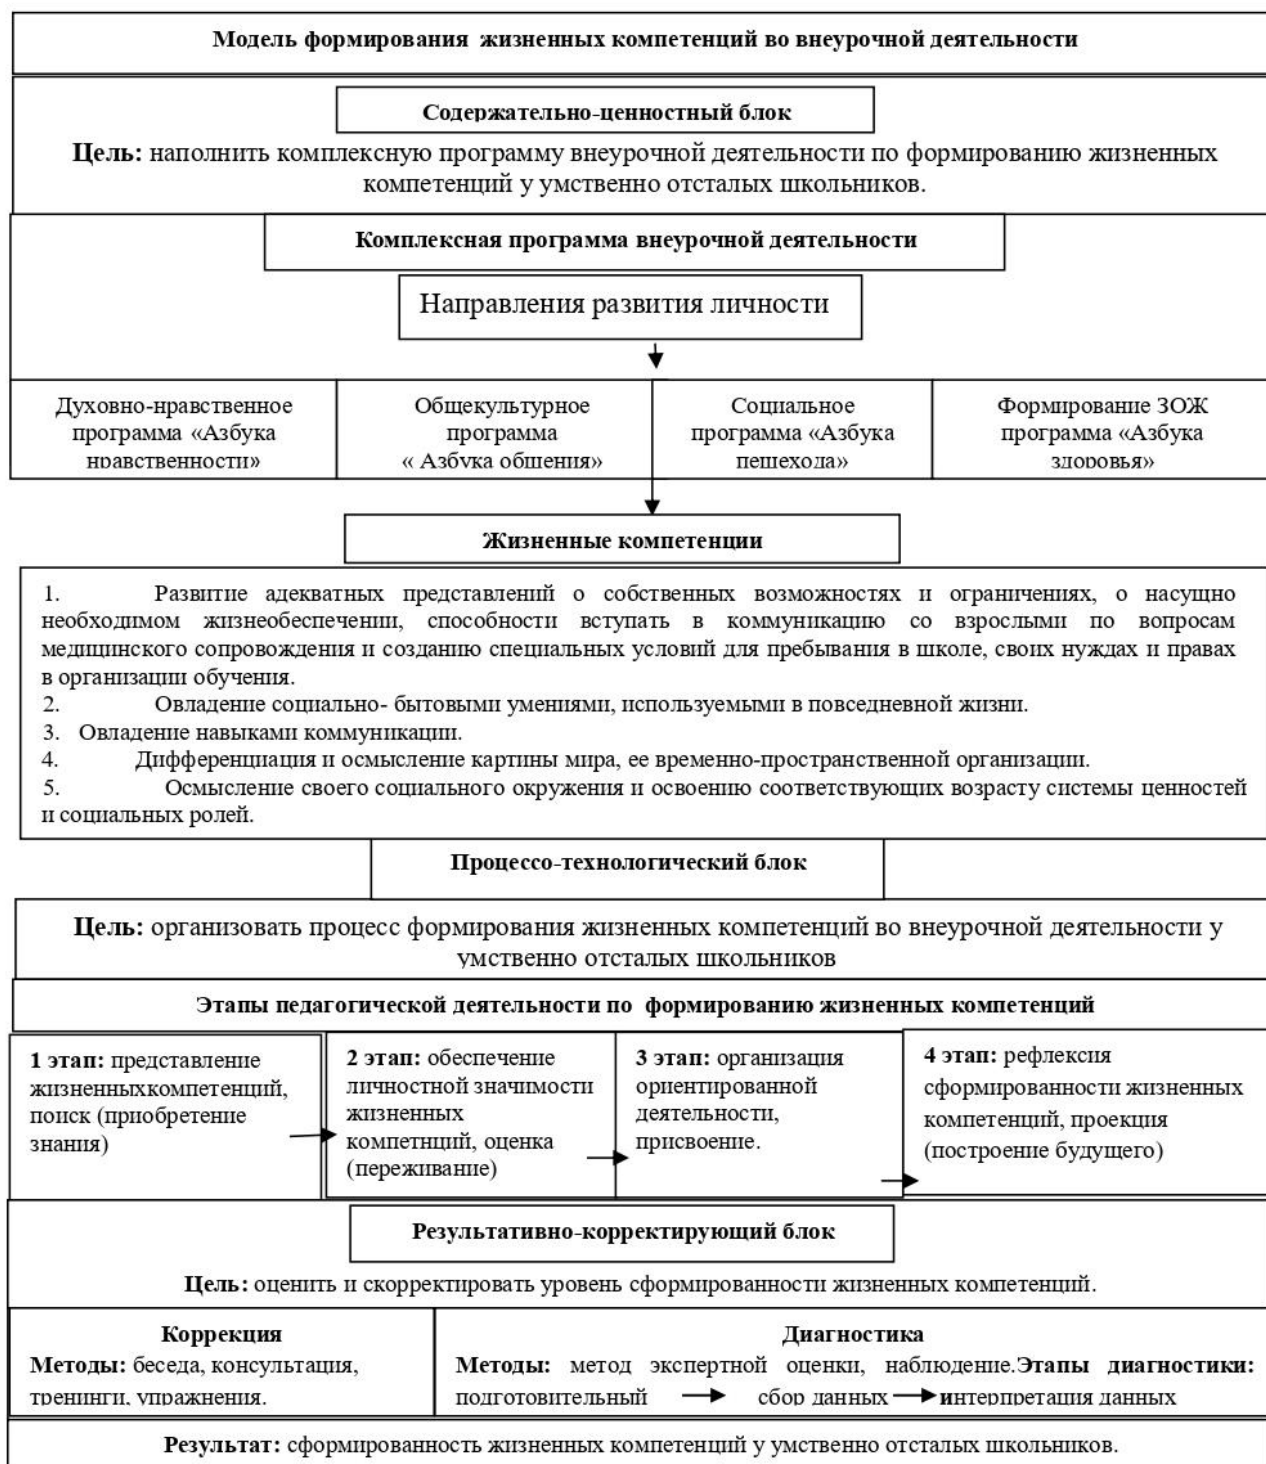 Модель формирования жизненных компетенций во внеурочной деятельности
Содержательно-ценностный блок
Цель: наполнить комплексную программу внеурочной деятельности по формированию жизненных
компетенций у умственно отсталых школьников.
Комплексная программа внеурочной деятельности
Направления развития личности
Духовно-нравственное
программа «Азбука
нравственности»
Общекультурное
программа
« Азбука общения»
Социальное
программа «Азбука
пешехода»
Формирование ЗОЖ
программа «Азбука
здоровья»
Жизненные компетенции
1. Развитие адекватных представлений о собственных возможностях и ограничениях, о насущно
необходимом жизнеобеспечении, способности вступать в коммуникацию со взрослыми по вопросам
медицинского сопровождения и созданию специальных условий для пребывания в школе, своих нуждах и правах
в организации обучения.
2. Овладение социально- бытовыми умениями, используемыми в повседневной жизни.
3. Овладение навыками коммуникации.
4. Дифференциация и осмысление картины мира, ее временно-пространственной организации.
5. Осмысление своего социального окружения и освоению соответствующих возрасту системы ценностей
и социальных ролей.
Процессо-технологический блок
Цель: организовать процесс формирования жизненных компетенций во внеурочной деятельности у
умственно отсталых школьников
Этапы педагогической деятельности по формированию жизненных компетенций
1 этап: представление
жизненныхкомпетенций,
поиск (приобретение
знания)
2 этап: обеспечение
личностной значимости
жизненных
компетнций, оценка
(переживание)
3 этап: организация
ориентированной
деятельности,
присвоение.
4 этап: рефлексия
сформированности жизненных
компетенций, проекция
(построение будущего)
Результативно-корректирующий блок
Цель: оценить и скорректировать уровень сформированности жизненных компетенций.
Коррекция
Методы: беседа, консультация,
тренинги, упражнения.
Диагностика
Методы: метод экспертной оценки, наблюдение.Этапы диагностики:
подготовительный сбор данных интерпретация данных
Результат: сформированность жизненных компетенций у умственно отсталых школьников.